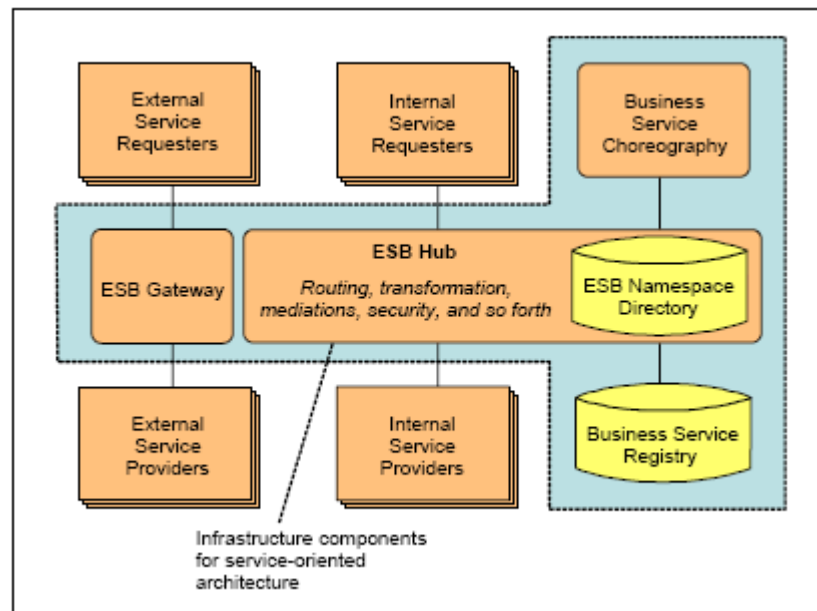 External
Service
Requesters
Internal
Service
Requesters
Business
Service
Choreography
ESB Gateway
ESB Hub
Routing, transformation,
mediations, security, and so forth
ESB Namespace
Directory
External
Service
Providers
Internal
Service
Providers
Business Service
Registry
Infrastructure components
for service-oriented
architecture